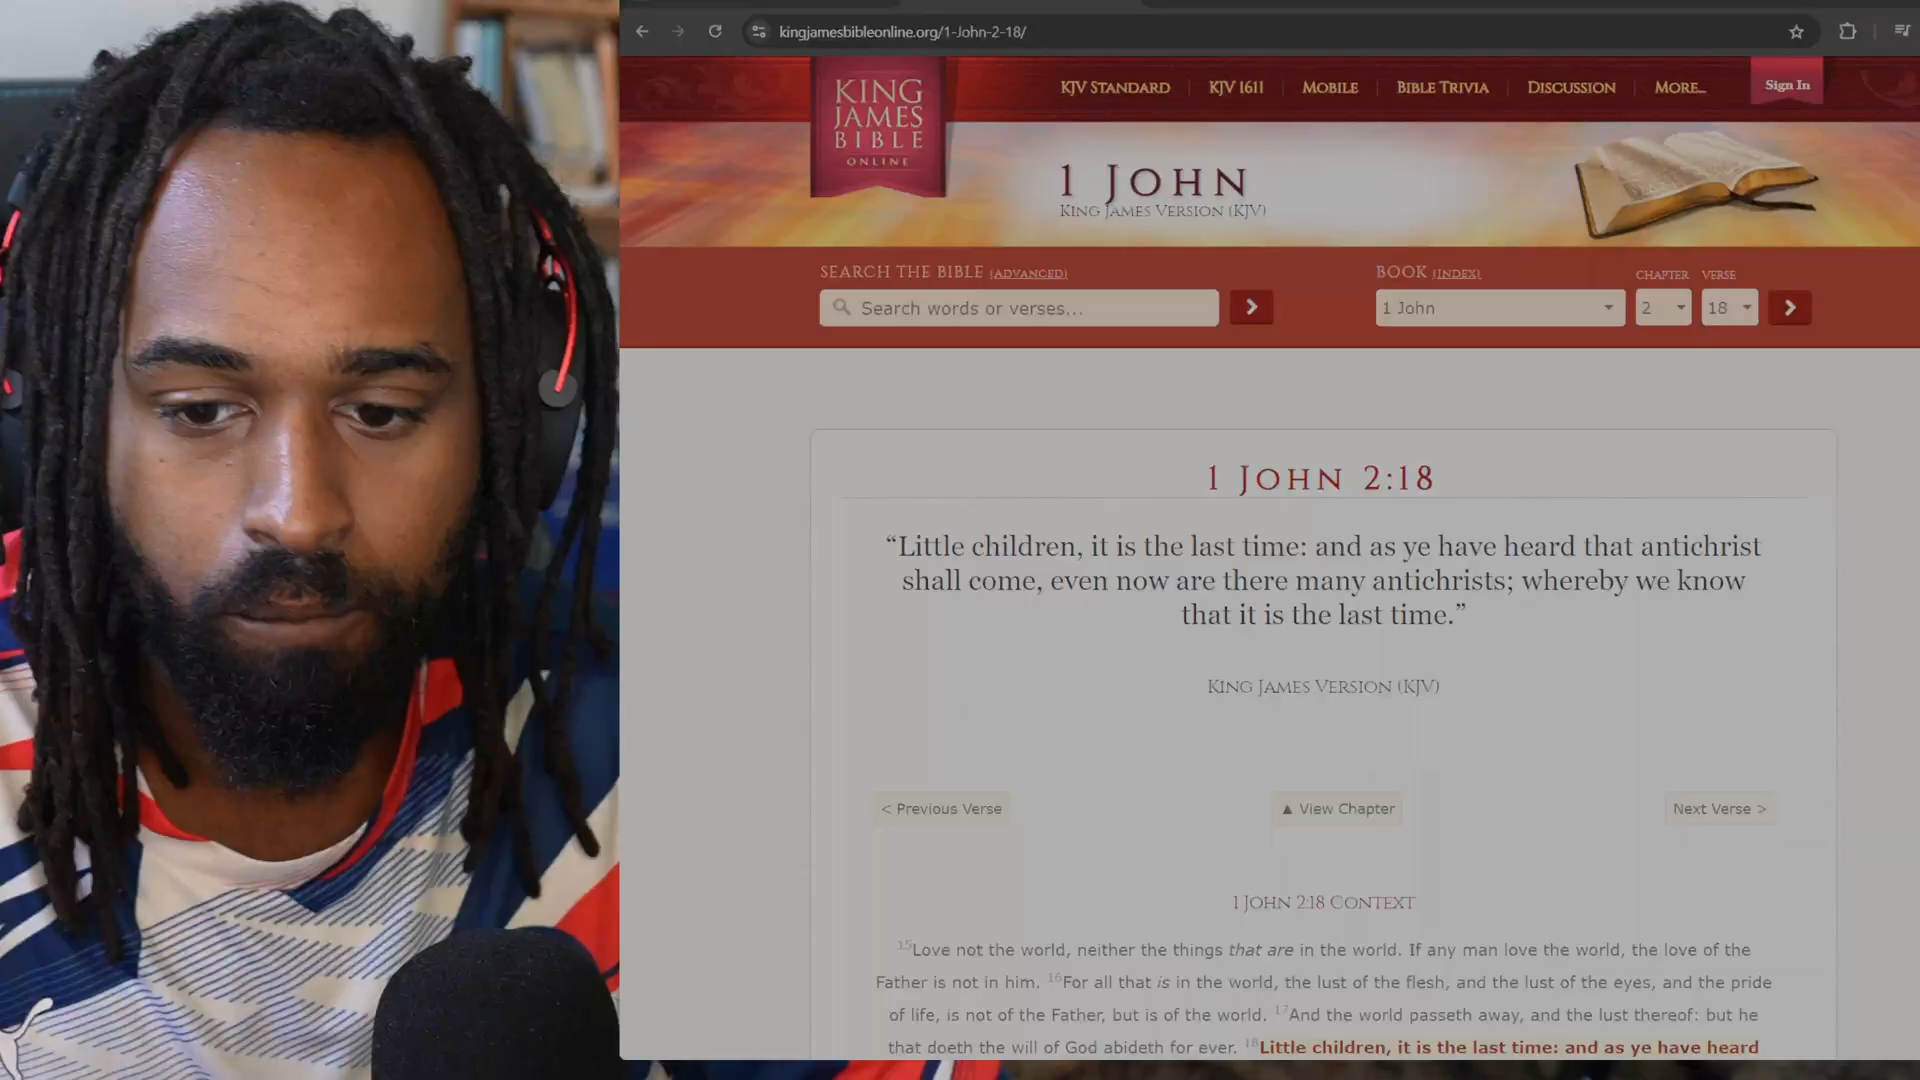 kingjamesbibleonline.org/1-John-2-18/
KING
JAMES
BIBLE
ONLINE
KJV STANDARD
KJV 1611
MOBILE
BIBLE TRIVIA
DISCUSSION
MORE...
Sign In
1 JOHN
KING JAMES VERSION (KJV)
SEARCH THE BIBLE (ADVANCED)
BOOK (INDEX)
CHAPTER
VERSE
Search words or verses...
1 John
2
18
1 JOHN 2:18
“Little children, it is the last time: and as ye have heard that antichrist
shall come, even now are there many antichrists; whereby we know
that it is the last time.”
KING JAMES VERSION (KJV)
< Previous Verse
▲ View Chapter
Next Verse >
1 JOHN 2:18 CONTEXT
15Love not the world, neither the things that are in the world. If any man love the world, the love of the
Father is not in him. 16For all that is in the world, the lust of the flesh, and the lust of the eyes, and the pride
of life, is not of the Father, but is of the world. 17And the world passeth away, and the lust thereof: but he
that doeth the will of God abideth for ever. 18Little children, it is the last time: and as ye have heard